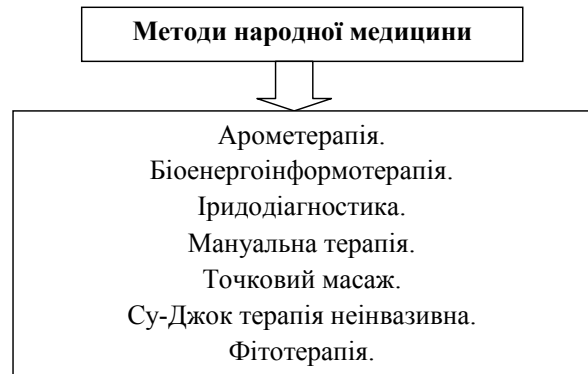 Методи народної медицини
Арометерапія.
Біоенергоінформотерапія.
Іридодіагностика.
Мануальна терапія.
Точковий масаж.
Су-Джок терапія неінвазивна.
Фітотерапія.